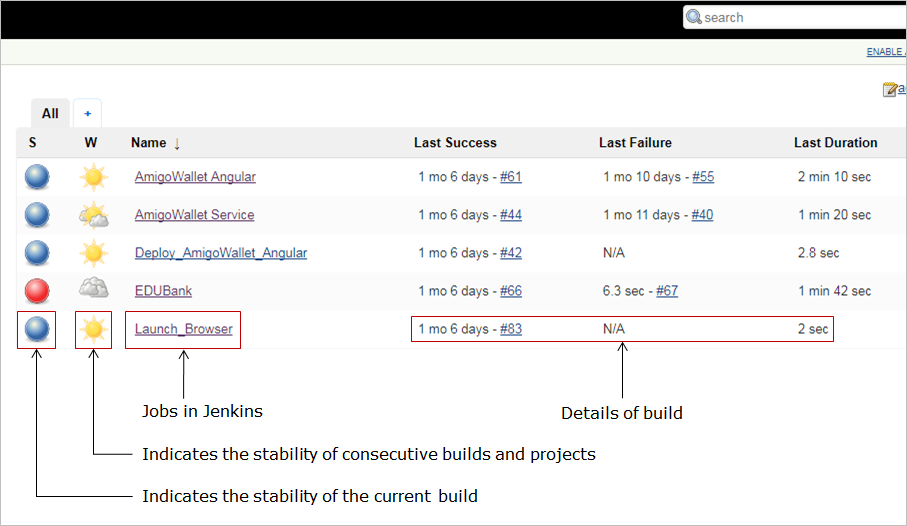 search
ENABLE
All +
S W Name ↓ Last Success Last Failure Last Duration
AmigoWallet Angular 1 mo 6 days - #61 1 mo 10 days - #55 2 min 10 sec
AmigoWallet Service 1 mo 6 days - #44 1 mo 11 days - #40 1 min 20 sec
Deploy_AmigoWallet_Angular 1 mo 6 days - #42 N/A 2.8 sec
EDUBank 1 mo 6 days - #66 6.3 sec - #67 1 min 42 sec
Launch_Browser 1 mo 6 days - #83 N/A 2 sec
Jobs in Jenkins Details of build
Indicates the stability of consecutive builds and projects
Indicates the stability of the current build